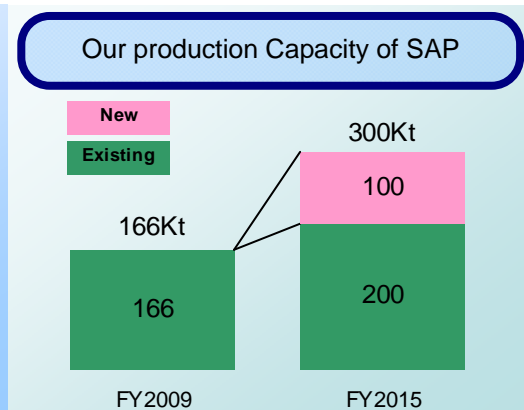 Our production Capacity of SAP
New
Existing
300Kt
100
166Kt
166
200
FY2009
FY2015